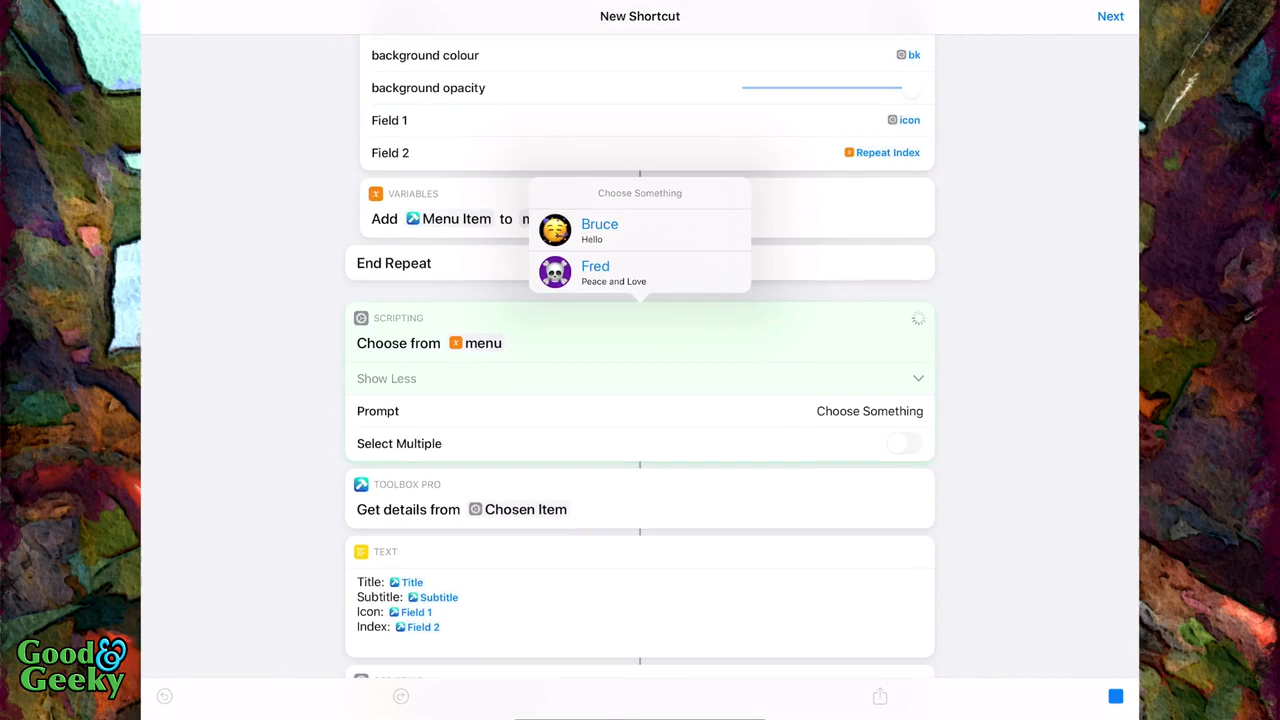 New Shortcut
Next
background colour
bk
background opacity
Field 1
icon
Field 2
Repeat Index
VARIABLES
Add Menu Item to m
Choose Something
Bruce
Hello
Fred
Peace and Love
End Repeat
SCRIPTING
Choose from menu
Show Less
Prompt
Choose Something
Select Multiple
TOOLBOX PRO
Get details from Chosen Item
TEXT
Title: Title
Subtitle: Subtitle
Icon: Field 1
Index: Field 2
Good&
Geeky